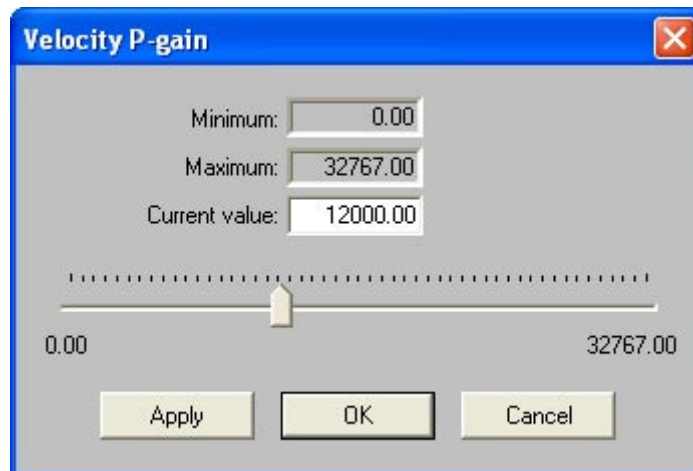 Velocity P-gain
Minimum: 0.00
Maximum: 32767.00
Current value: 12000.00
0.00 32767.00
Apply OK Cancel